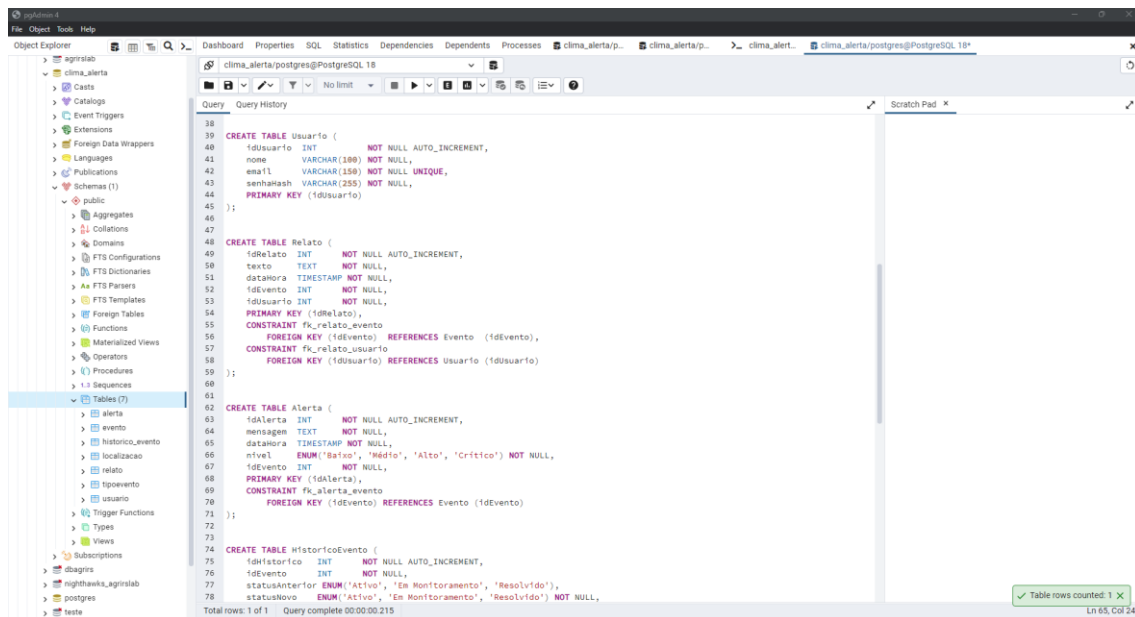 pgAdmin 4
File Object Tools Help
Object Explorer
Dashboard Properties SQL Statistics Dependencies Dependents Processes clima_alerta/p... clima_alerta/p... clima_alert... clima_alerta/postgres@PostgreSQL 18*
agrirslab
clima_alerta
Casts
Catalogs
Event Triggers
Extensions
Foreign Data Wrappers
Languages
Publications
Schemas (1)
public
Aggregates
Collations
Domains
FTS Configurations
FTS Dictionaries
FTS Parsers
FTS Templates
Foreign Tables
Functions
Materialized Views
Operators
Procedures
1..3 Sequences
Tables (7)
alerta
evento
historico_evento
localizacao
relato
tipoevento
usuario
Trigger Functions
Types
Views
Subscriptions
dbagrirs
nighthawks_agrirslab
postgres
teste
clima_alerta/postgres@PostgreSQL 18
No limit
Query Query History
Scratch Pad
38
39 CREATE TABLE Usuario (
40 idUsuario INT NOT NULL AUTO_INCREMENT,
41 nome VARCHAR(100) NOT NULL,
42 email VARCHAR(150) NOT NULL UNIQUE,
43 senhaHash VARCHAR(255) NOT NULL,
44 PRIMARY KEY (idUsuario)
45 );
46
47
48 CREATE TABLE Relato (
49 idRelato INT NOT NULL AUTO_INCREMENT,
50 texto TEXT NOT NULL,
51 dataHora TIMESTAMP NOT NULL,
52 idEvento INT NOT NULL,
53 idUsuario INT NOT NULL,
54 PRIMARY KEY (idRelato),
55 CONSTRAINT fk_relato_evento
56 FOREIGN KEY (idEvento) REFERENCES Evento (idEvento),
57 CONSTRAINT fk_relato_usuario
58 FOREIGN KEY (idUsuario) REFERENCES Usuario (idUsuario)
59 );
60
61
62 CREATE TABLE Alerta (
63 idAlerta INT NOT NULL AUTO_INCREMENT,
64 mensagem TEXT NOT NULL,
65 dataHora TIMESTAMP NOT NULL,
66 nivel ENUM('Baixo', 'Médio', 'Alto', 'Crítico') NOT NULL,
67 idEvento INT NOT NULL,
68 PRIMARY KEY (idAlerta),
69 CONSTRAINT fk_alerta_evento
70 FOREIGN KEY (idEvento) REFERENCES Evento (idEvento)
71 );
72
73
74 CREATE TABLE HistoricoEvento (
75 idHistorico INT NOT NULL AUTO_INCREMENT,
76 idEvento INT NOT NULL,
77 statusAnterior ENUM('Ativo', 'Em Monitoramento', 'Resolvido'),
78 statusNovo ENUM('Ativo', 'Em Monitoramento', 'Resolvido') NOT NULL,
Total rows: 1 of 1 Query complete 00:00:00.215
Table rows counted: 1
Ln 65, Col 24